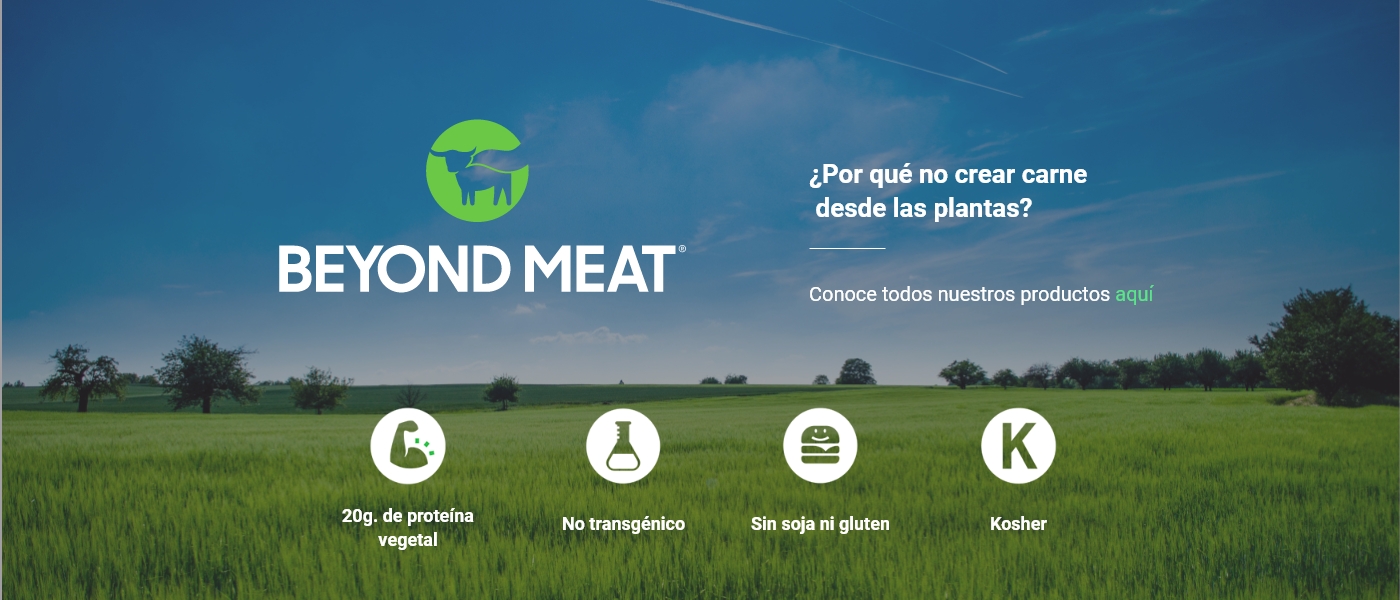 BEYOND MEAT®
¿Por qué no crear carne
desde las plantas?
Conoce todos nuestros productos aquí
K
20g. de proteína
vegetal
No transgénico
Sin soja ni gluten
Kosher